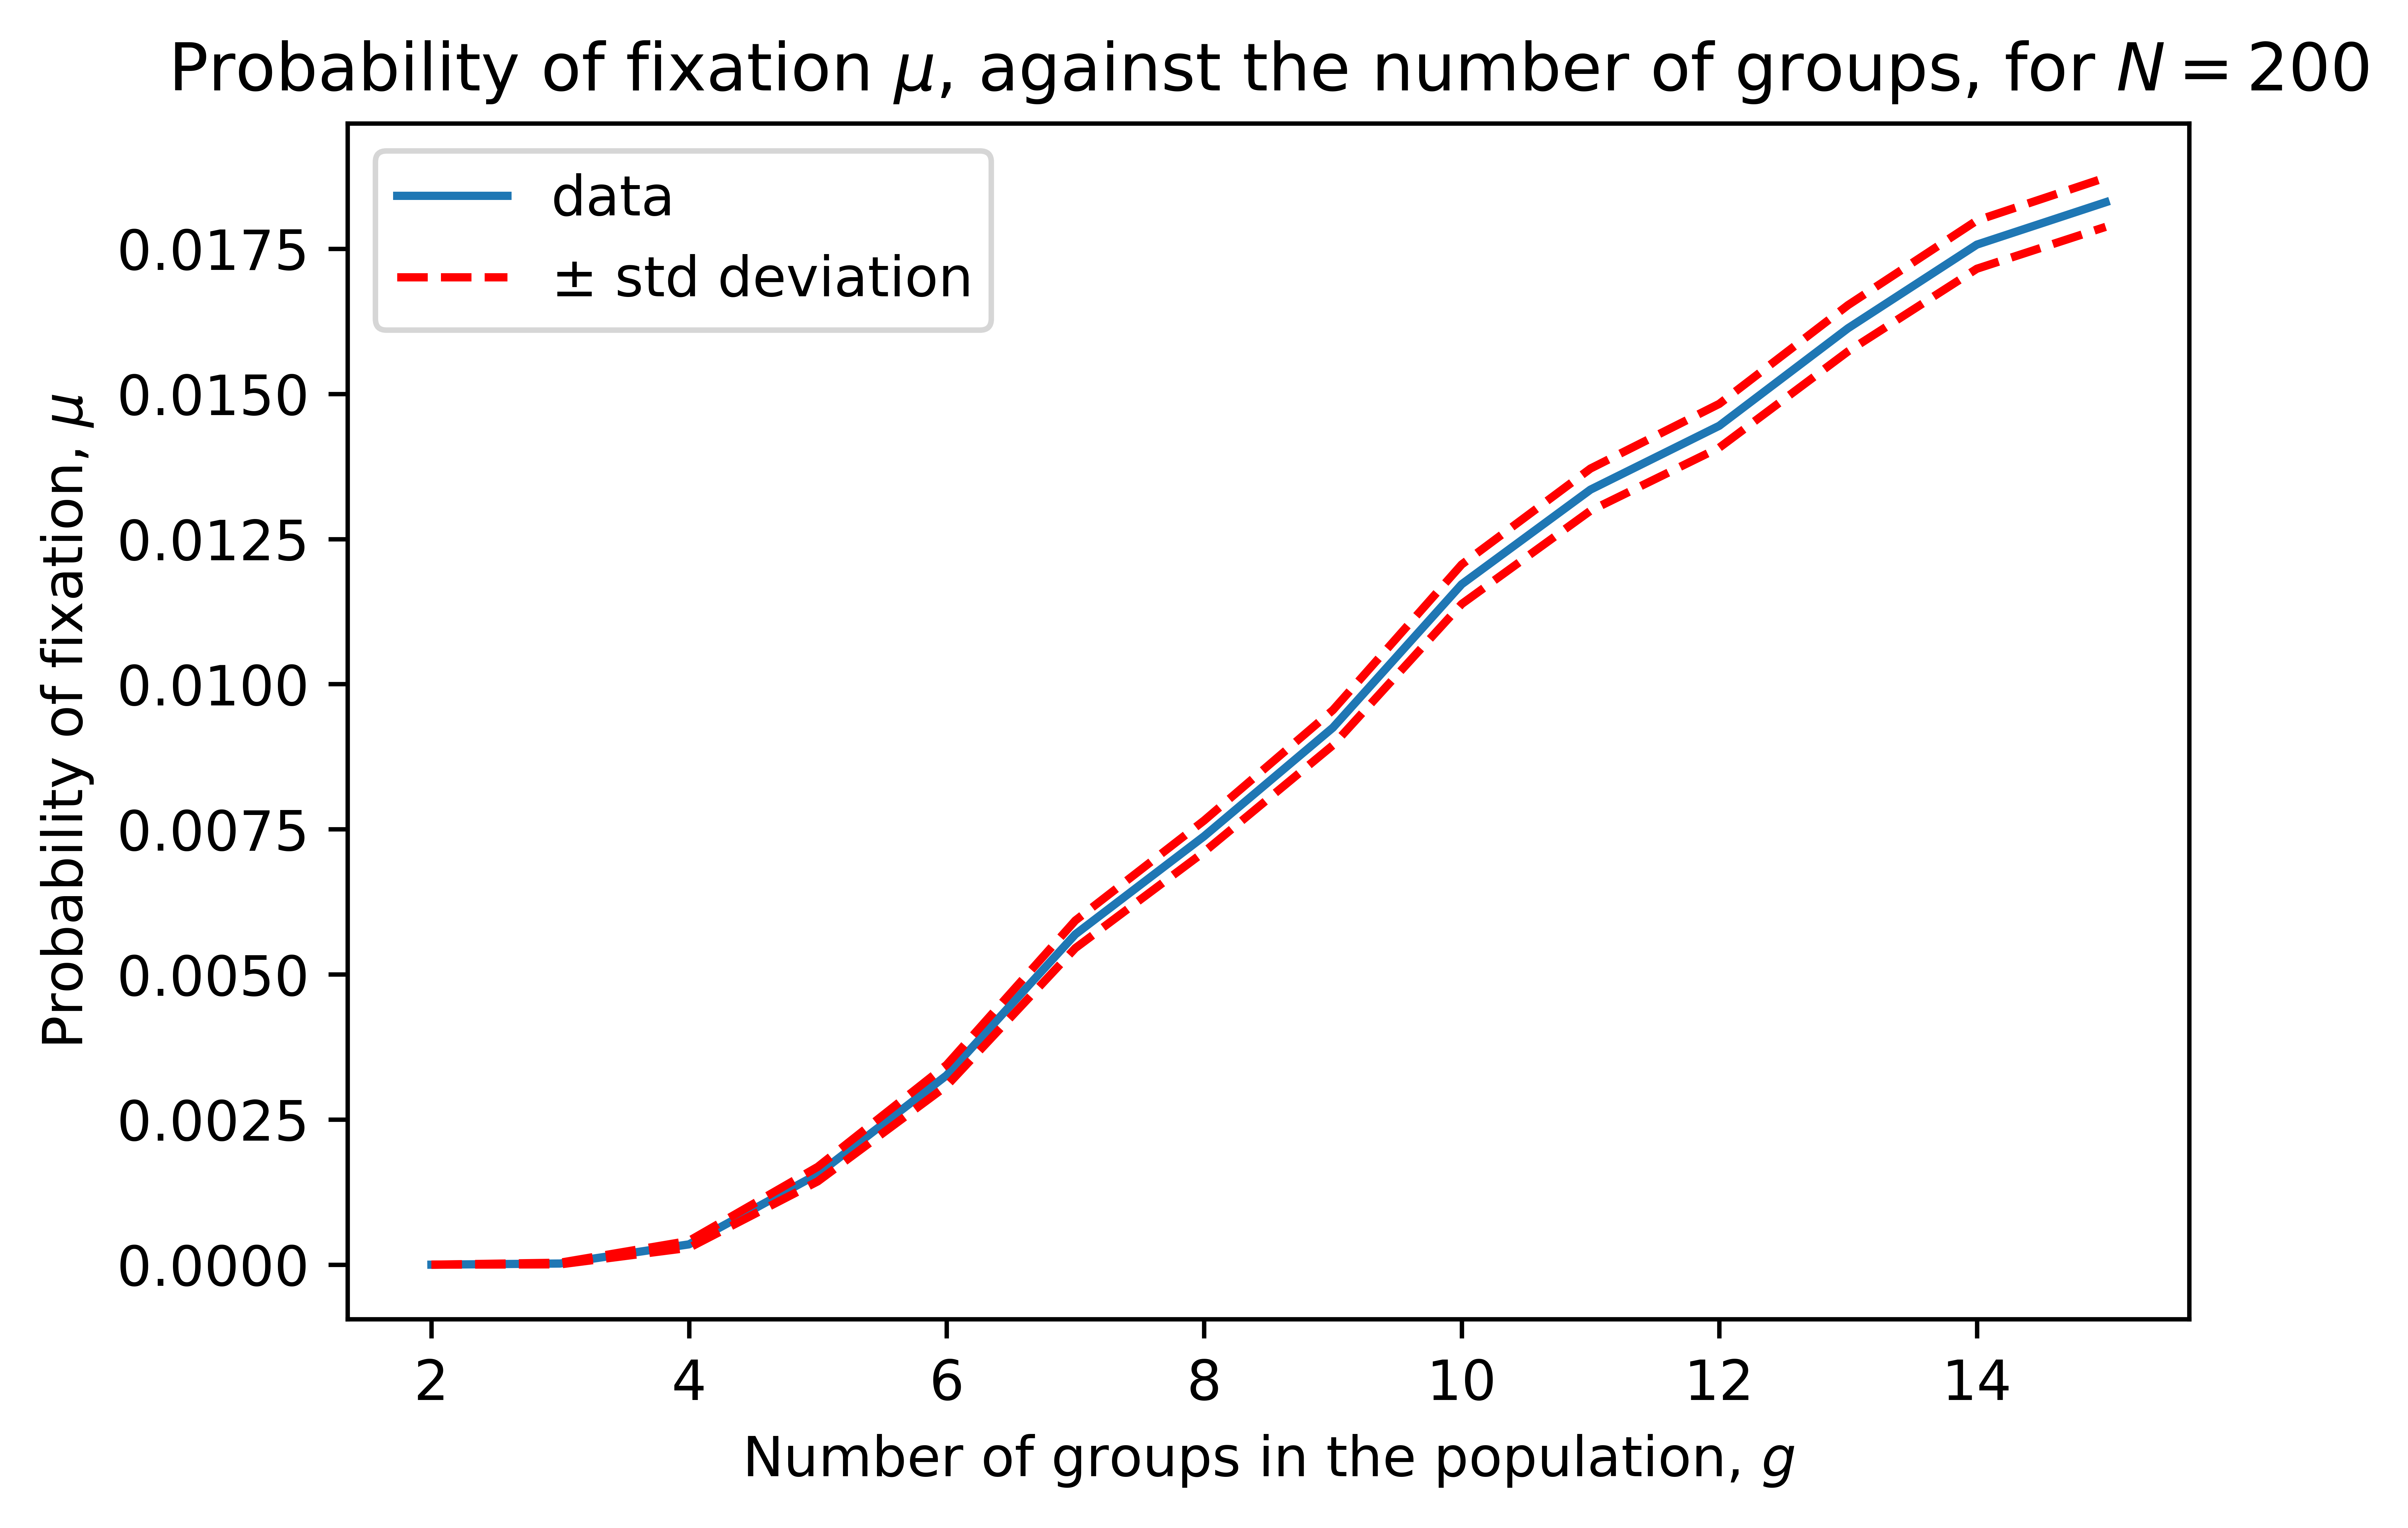 Probability of fixation μ, against the number of groups, for N = 200
data
± std deviation
Probability of fixation, μ
0.0175
0.0150
0.0125
0.0100
0.0075
0.0050
0.0025
0.0000
2 4 6 8 10 12 14
Number of groups in the population, g